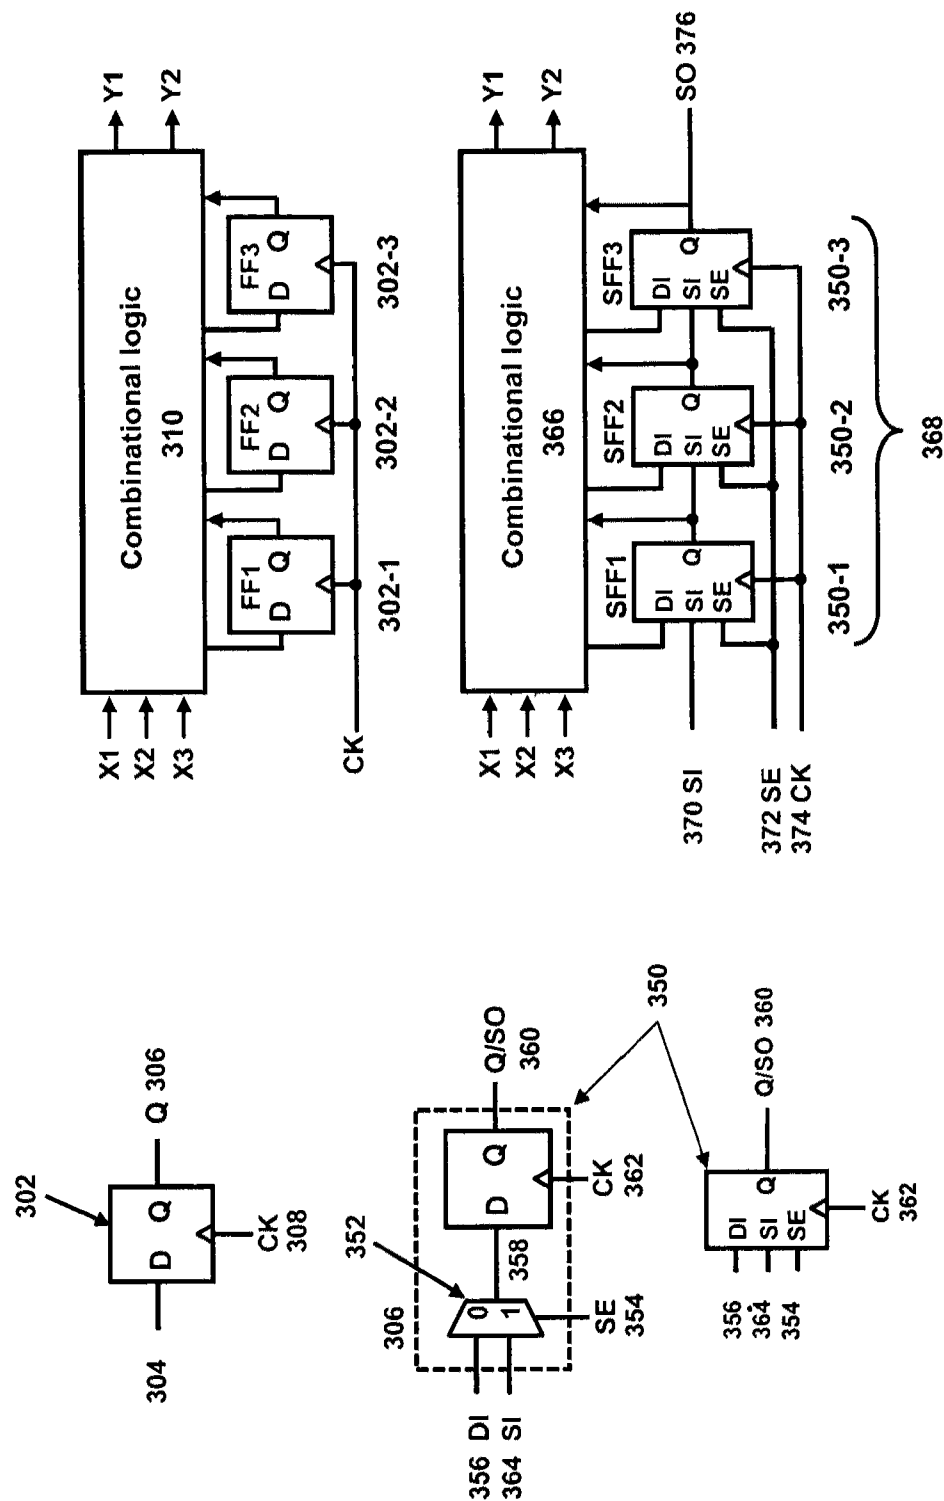 302
304
D Q
Q 306
CK
308
X1
X2
X3
Combinational logic
310
Y1
Y2
FF1
D Q
FF2
D Q
FF3
D Q
CK
302-1
302-2
302-3
352
306
356 DI
364 SI
0
1
358
SE
354
D Q
CK
362
Q/SO
360
350
356
364
354
DI
SI
SE
Q
Q/SO 360
CK
362
X1
X2
X3
Combinational logic
366
Y1
Y2
SFF1
DI
SI
SE
Q
SFF2
DI
SI
SE
Q
SFF3
DI
SI
SE
Q
SO 376
370 SI
372 SE
374 CK
350-1
350-2
350-3
368